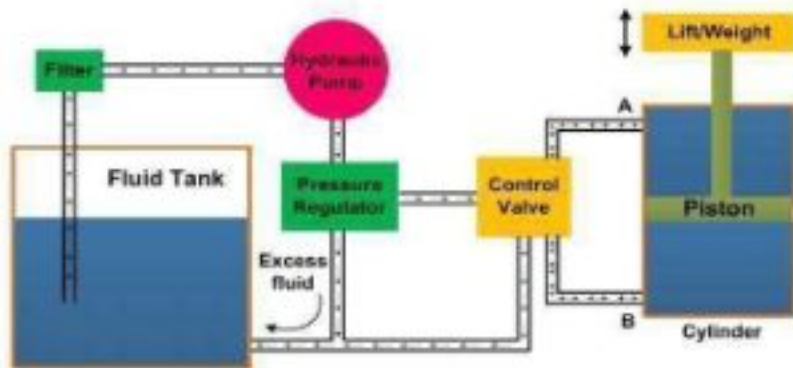 Lift/Weight
Filter
Hydraulic
Pump
A
Fluid Tank
Pressure
Regulator
Control
Valve
Piston
Excess
fluid
B
Cylinder